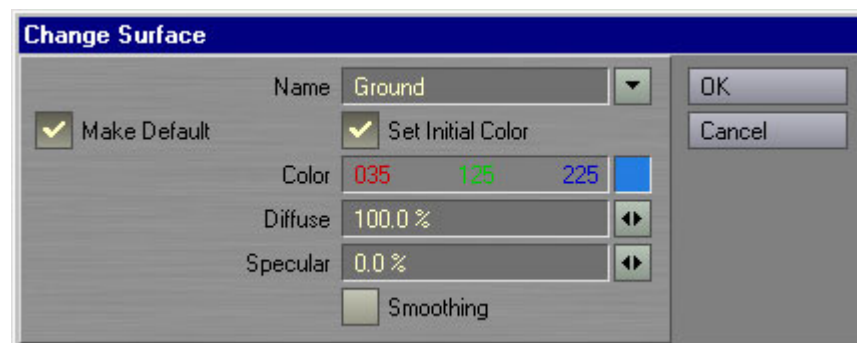 Change Surface
Name Ground OK
Make Default Set Initial Color Cancel
Color 035 125 225
Diffuse 100.0 %
Specular 0.0 %
Smoothing